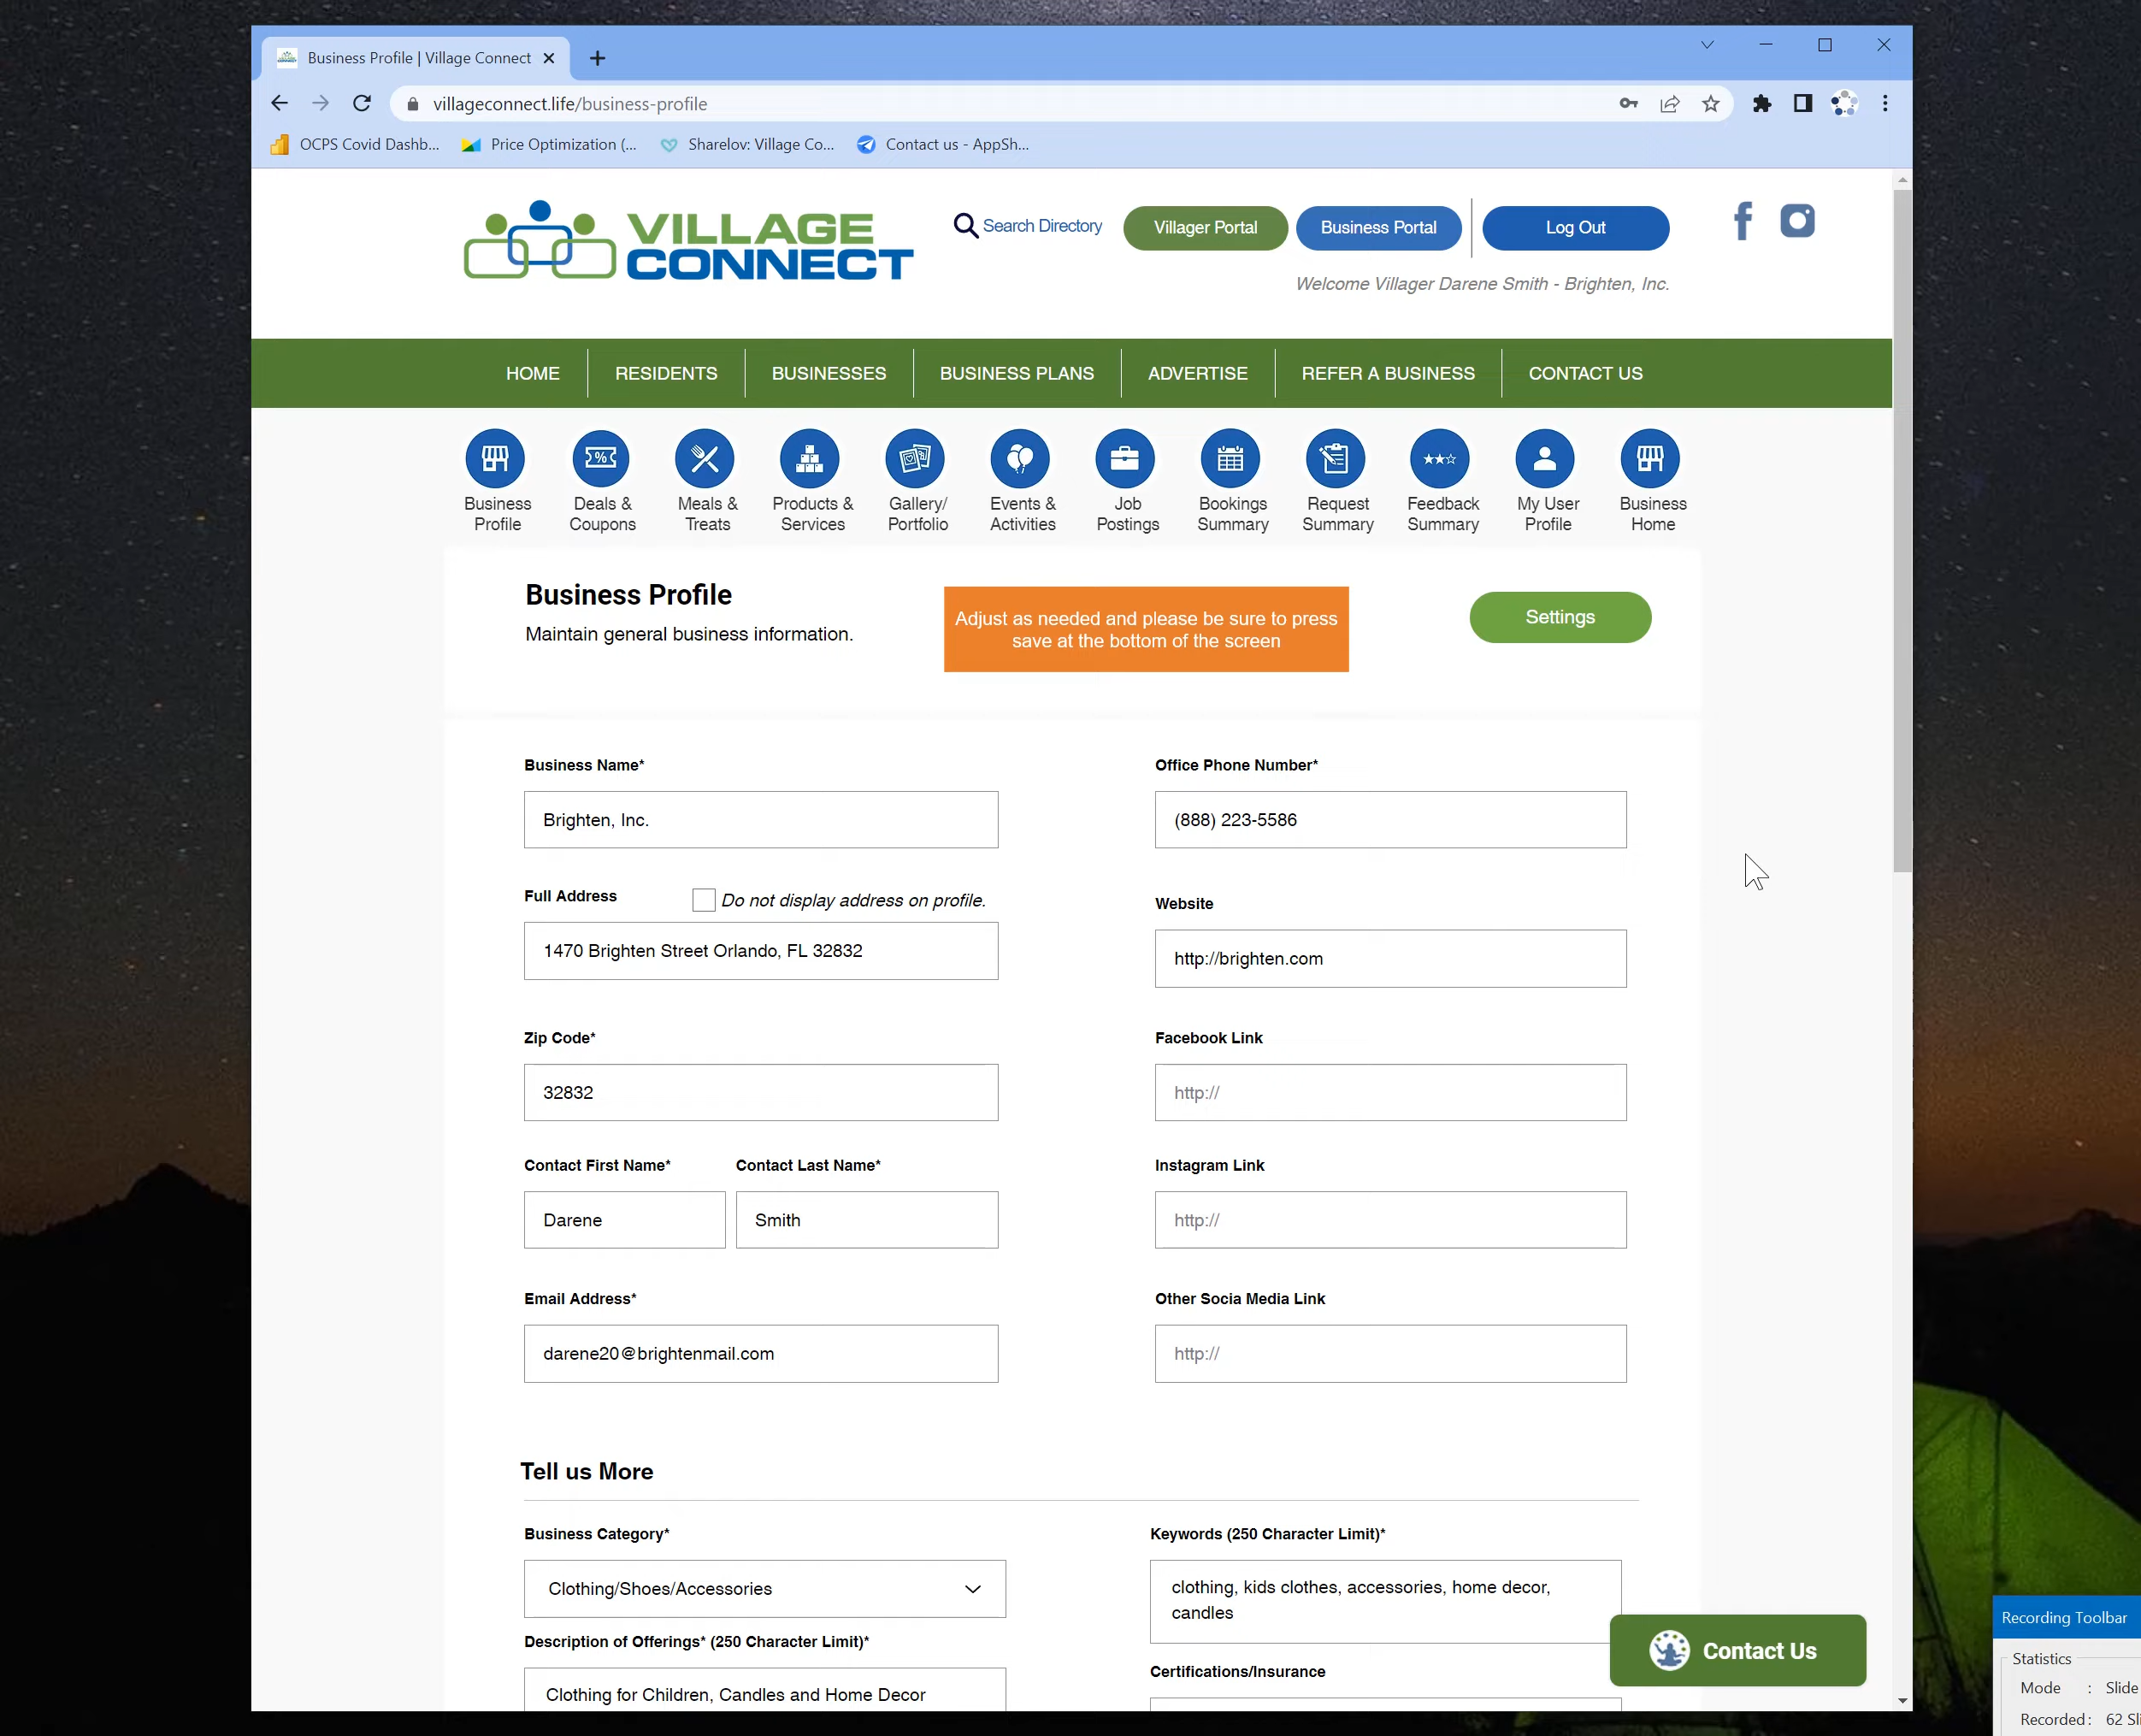 Business Profile | Village Connect
villageconnect.life/business-profile
OCPS Covid Dashb...
Price Optimization (...
Sharelov: Village Co...
Contact us - AppSh...
VILLAGE
CONNECT
Search Directory
Villager Portal
Business Portal
Log Out
Welcome Villager Darene Smith - Brighten, Inc.
HOME
RESIDENTS
BUSINESSES
BUSINESS PLANS
ADVERTISE
REFER A BUSINESS
CONTACT US
Business
Profile
Deals &
Coupons
Meals &
Treats
Products &
Services
Gallery/
Portfolio
Events &
Activities
Job
Postings
Bookings
Summary
Request
Summary
Feedback
Summary
My User
Profile
Business
Home
Business Profile
Maintain general business information.
Adjust as needed and please be sure to press
save at the bottom of the screen
Settings
Business Name*
Brighten, Inc.
Office Phone Number*
(888) 223-5586
Full Address
Do not display address on profile.
1470 Brighten Street Orlando, FL 32832
Website
http://brighten.com
Zip Code*
32832
Facebook Link
http://
Contact First Name*
Contact Last Name*
Darene
Smith
Instagram Link
http://
Email Address*
darene20@brightenmail.com
Other Socia Media Link
http://
Tell us More
Business Category*
Clothing/Shoes/Accessories
Keywords (250 Character Limit)*
clothing, kids clothes, accessories, home decor,
candles
Description of Offerings* (250 Character Limit)*
Clothing for Children, Candles and Home Decor
Certifications/Insurance
Contact Us
Recording Toolbar
Statistics
Mode : Slide
Recorded: 62 Sli